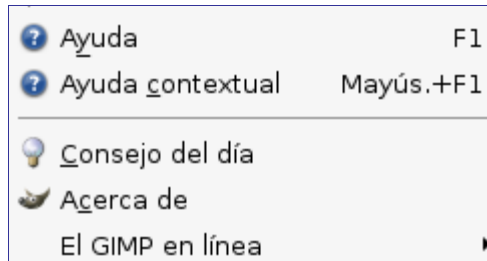 Ayuda F1
Ayuda contextual Mayús.+F1
Consejo del día
Acerca de
El GIMP en línea